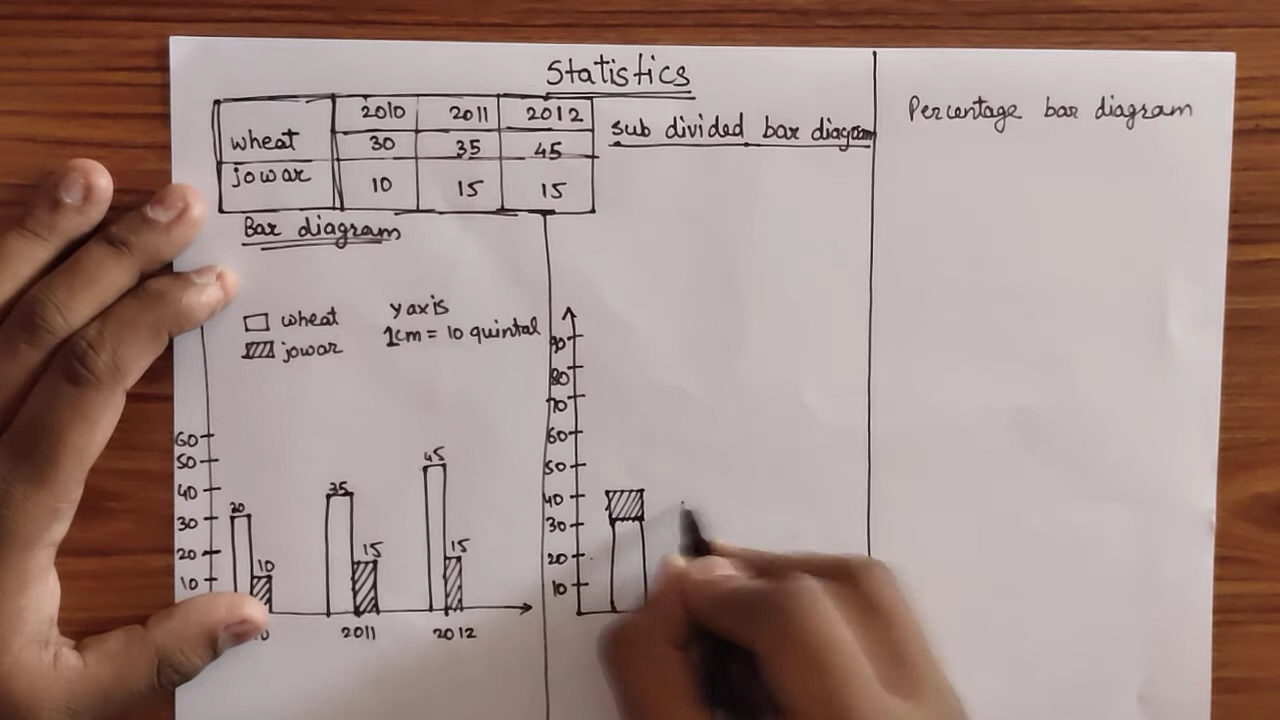 Statistics
2010 2011 2012
wheat 30 35 45
jowar 10 15 15
Bar diagram
wheat
jowar
y axis
1cm = 10 quintal
60
50
40
30
20
10
30
10
35
15
45
15
2011
2012
sub divided bar diagram
90
80
70
60
50
40
30
20
10
Percentage bar diagram